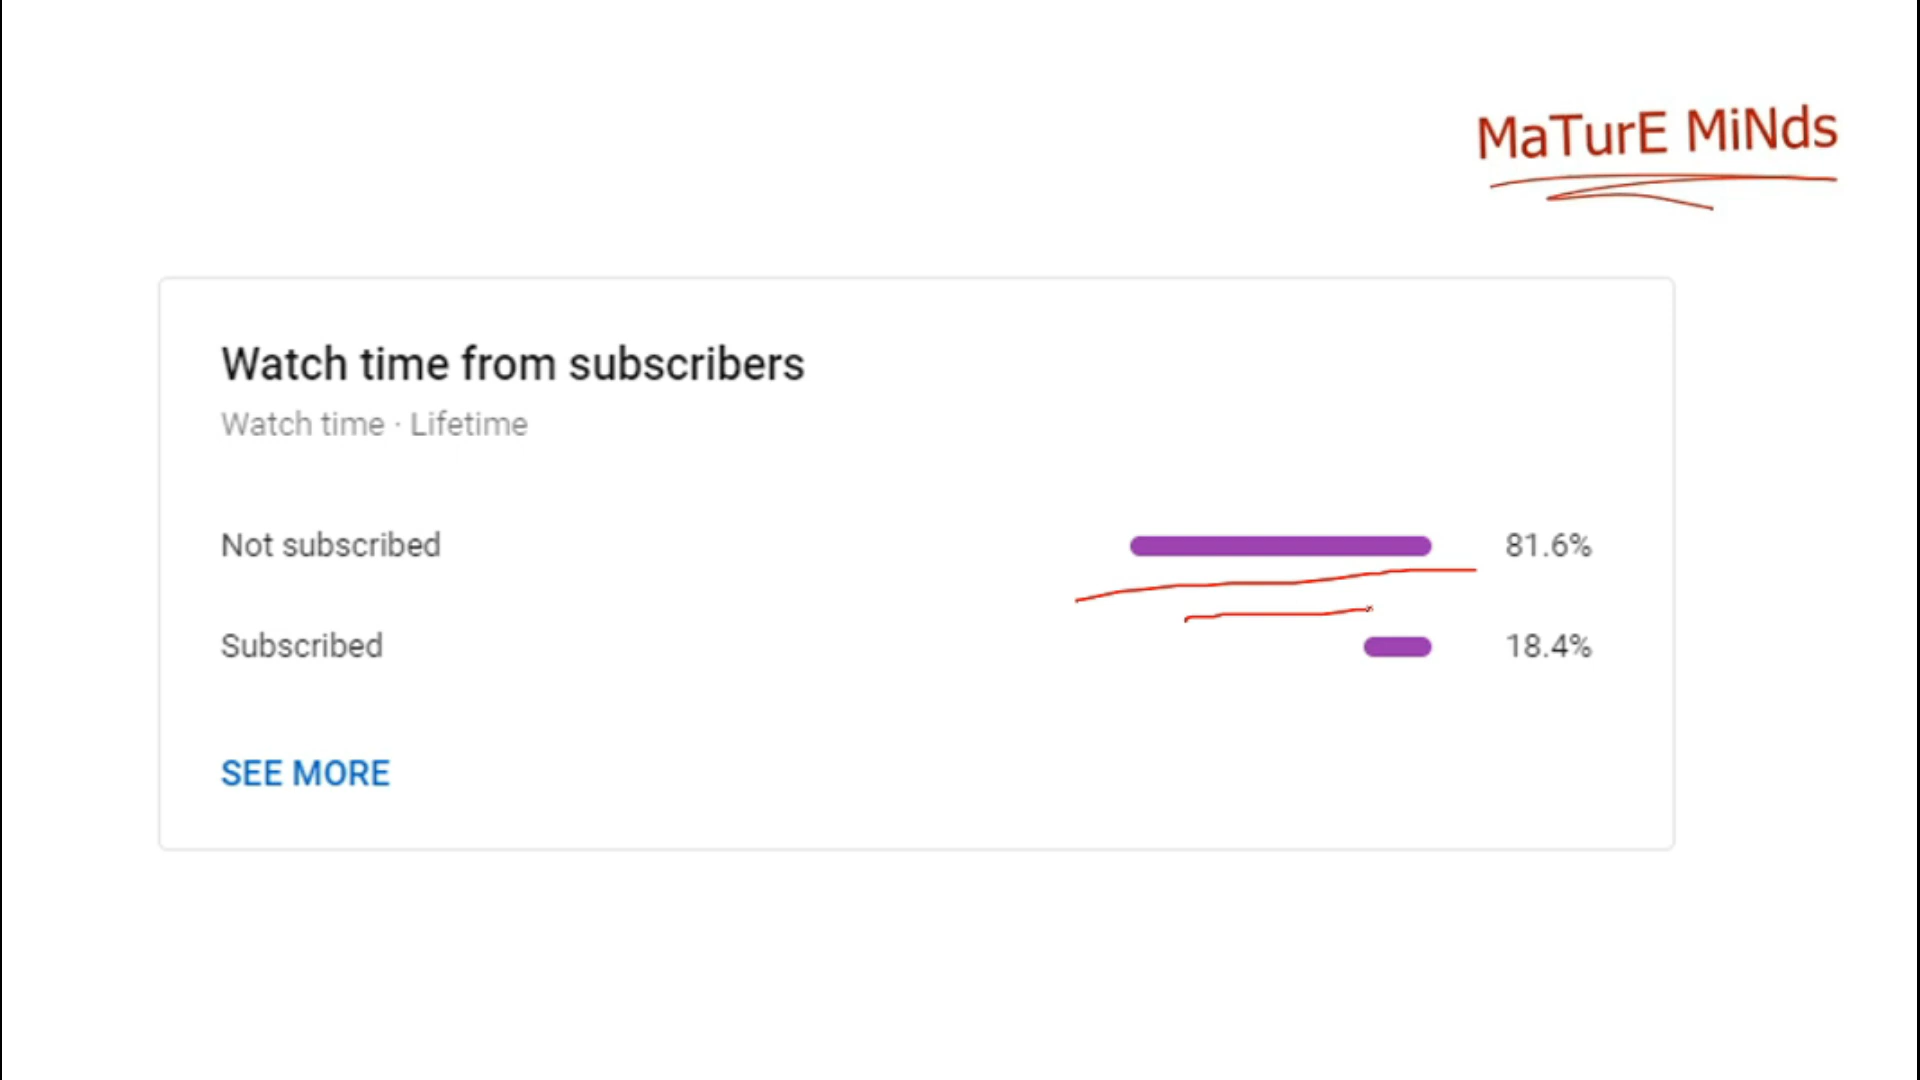 MaTurE MiNds
Watch time from subscribers
Watch time · Lifetime
Not subscribed 81.6%
Subscribed 18.4%
SEE MORE